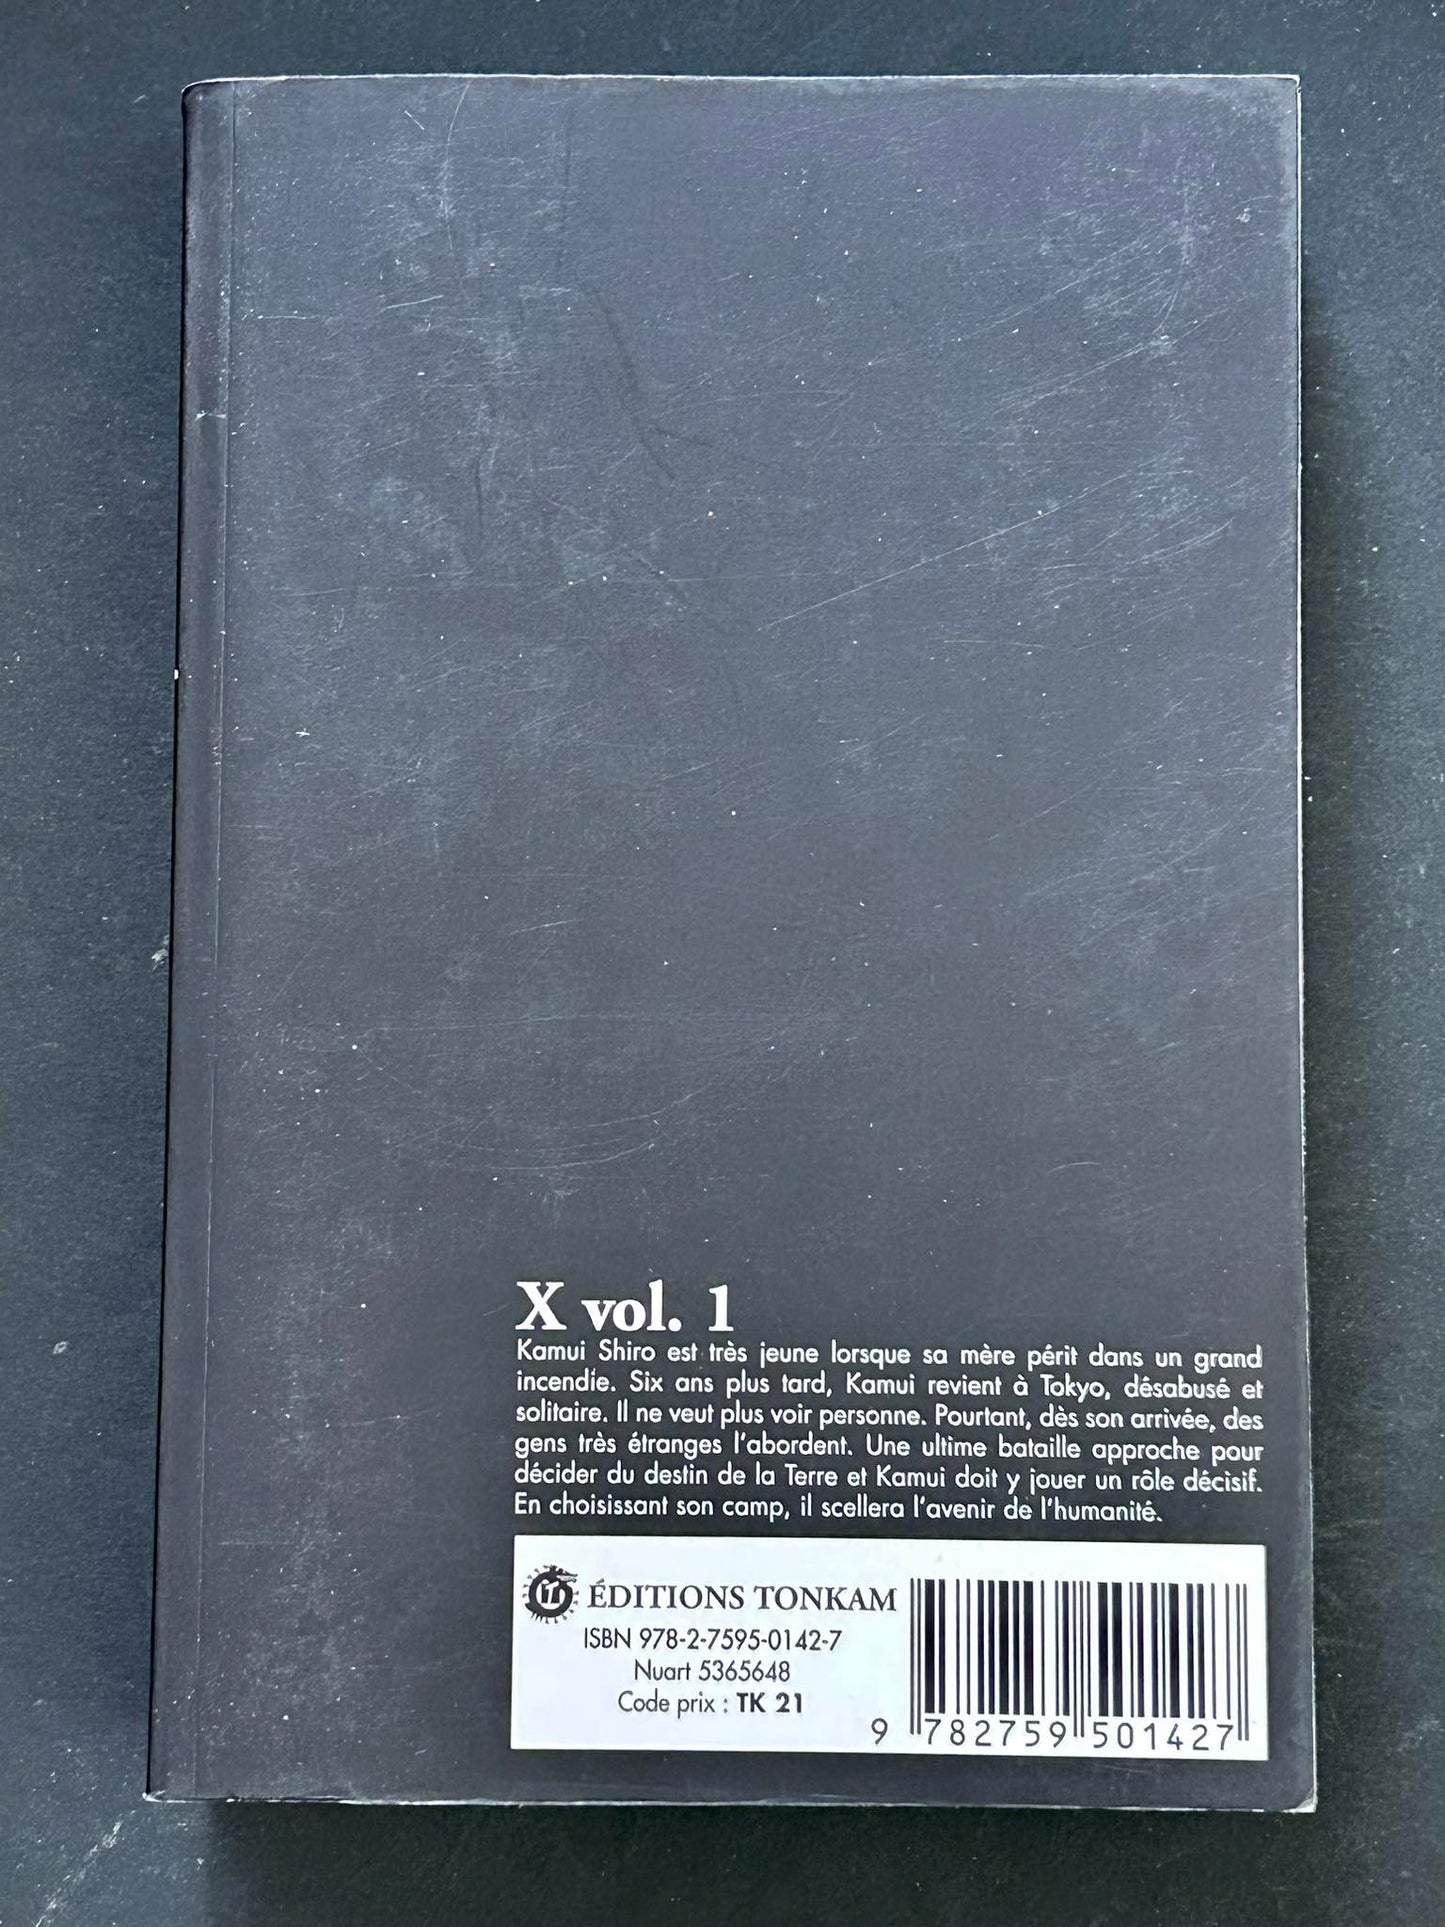 X vol. 1
Kamui Shiro est très jeune lorsque sa mère périt dans un grand
incendie. Six ans plus tard, Kamui revient à Tokyo, désabusé et
solitaire. Il ne veut plus voir personne. Pourtant, dès son arrivée, des
gens très étranges l'abordent. Une ultime bataille approche pour
décider du destin de la Terre et Kamui doit y jouer un rôle décisif.
En choisissant son camp, il scellera l'avenir de l'humanité.
ÉDITIONS TONKAM
ISBN 978-2-7595-0142-7
Nuart 5365648
Code prix : TK 21
9 782759 501427